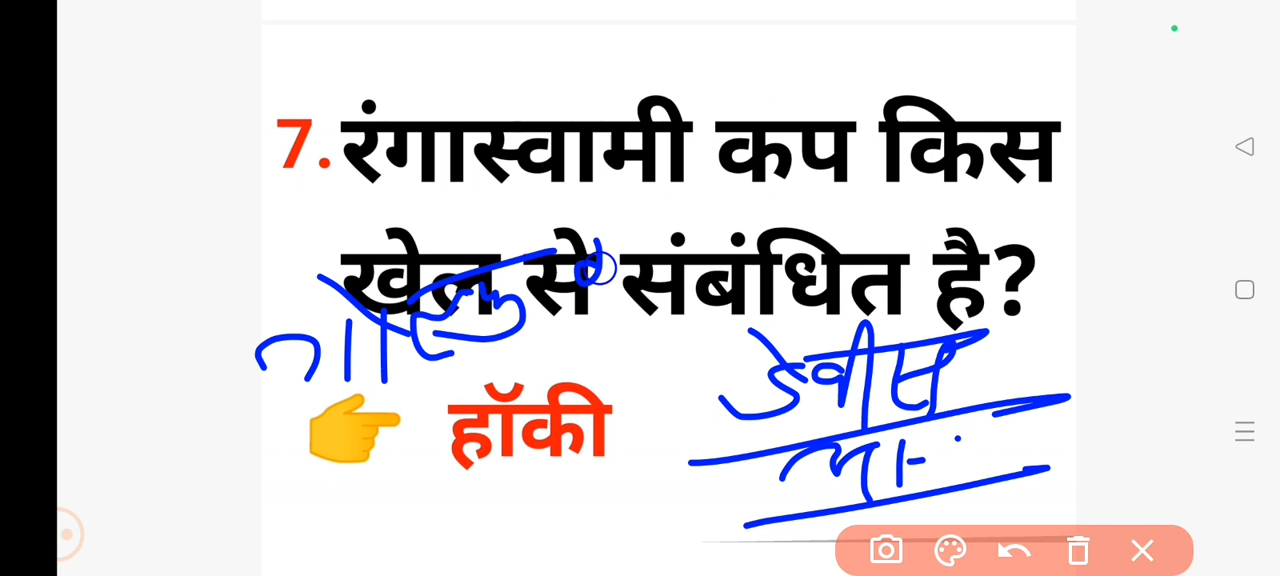 7. रंगास्वामी कप किस
खेल से संबंधित है?
डेवीस
👉 हॉकी